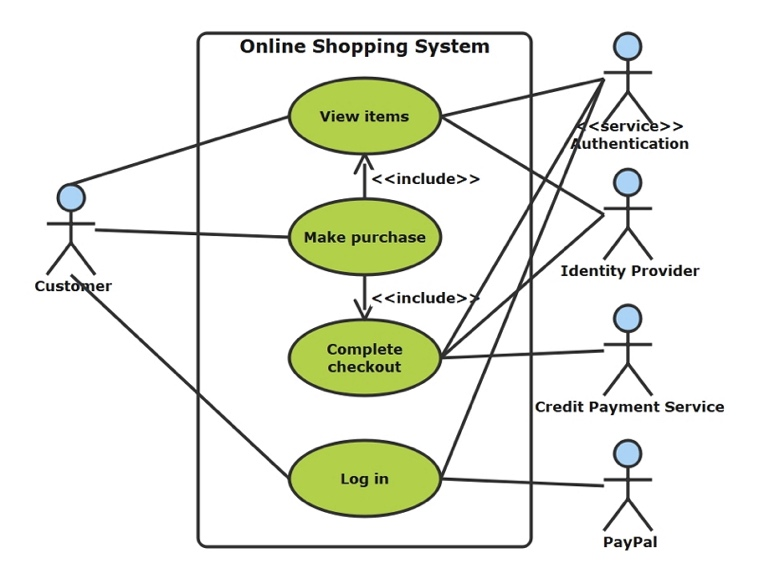 Online Shopping System
View items
<<service>>
Authentication
<<include>>
Make purchase
Customer
Identity Provider
<<include>>
Complete
checkout
Credit Payment Service
Log in
PayPal